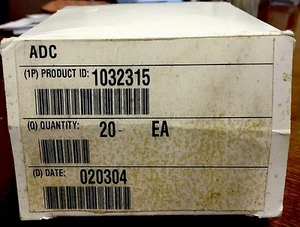 ADC
(1P) PRODUCT ID: 1032315
(Q) QUANTITY: 20 EA
(D) DATE: 020304